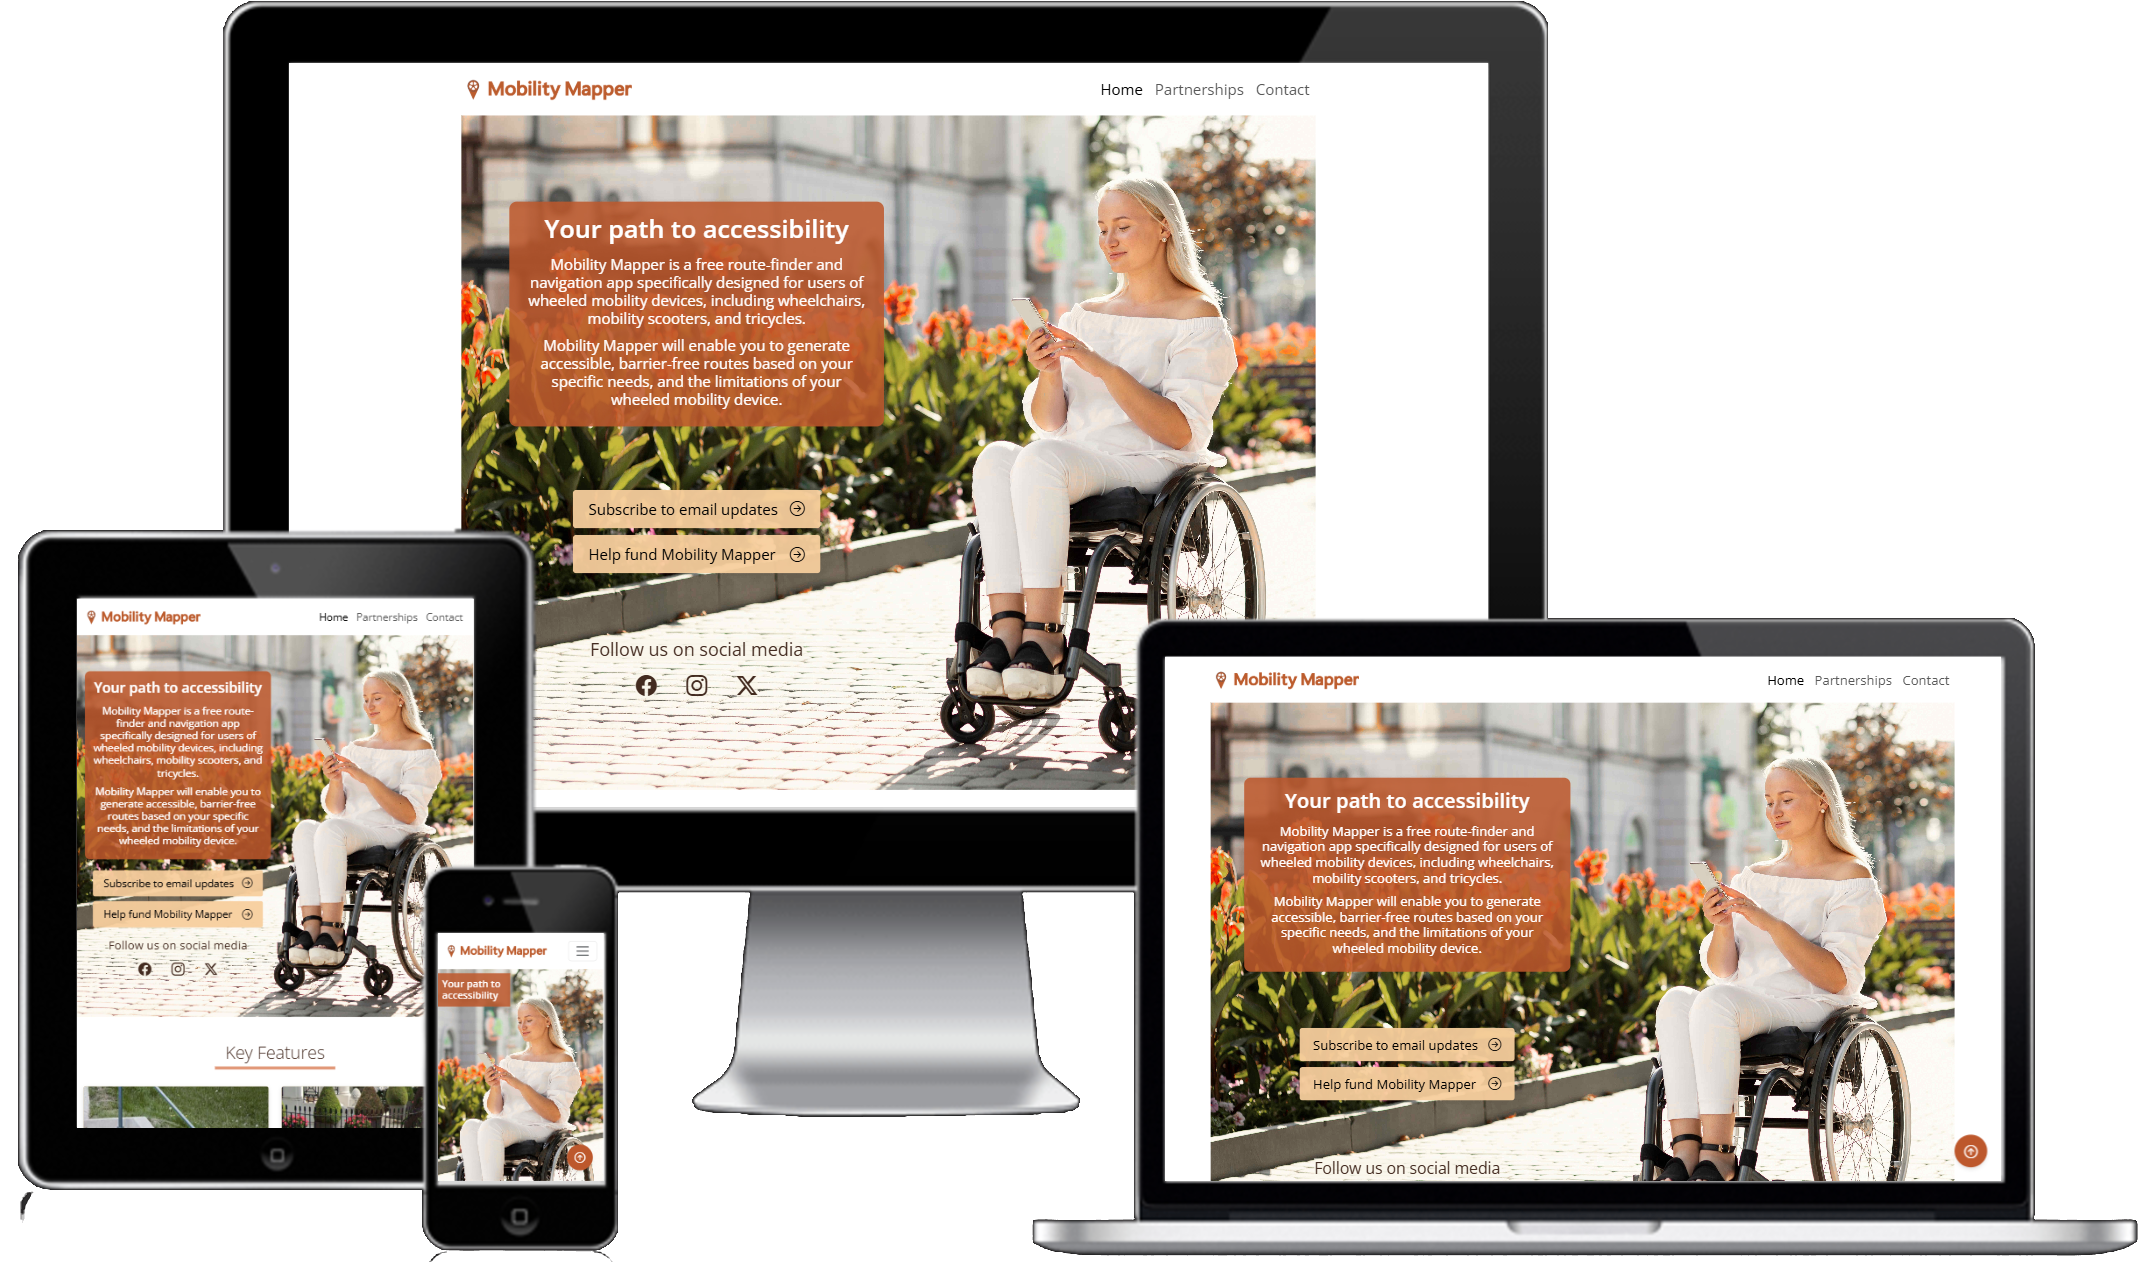 Mobility Mapper
Home Partnerships Contact
Your path to accessibility
Mobility Mapper is a free route-finder and
navigation app specifically designed for users of
wheeled mobility devices, including wheelchairs,
mobility scooters, and tricycles.
Mobility Mapper will enable you to generate
accessible, barrier-free routes based on your
specific needs, and the limitations of your
wheeled mobility device.
Subscribe to email updates
Help fund Mobility Mapper
Follow us on social media
Mobility Mapper
Home Partnerships Contact
Your path to accessibility
Mobility Mapper is a free route-
finder and navigation app
specifically designed for users of
wheeled mobility devices, including
wheelchairs, mobility scooters, and
tricycles.
Mobility Mapper will enable you to
generate accessible, barrier-free
routes based on your specific
needs, and the limitations of your
wheeled mobility device.
Subscribe to email updates
Help fund Mobility Mapper
Follow us on social media
Key Features
Mobility Mapper
Your path to
accessibility
Mobility Mapper
Home Partnerships Contact
Your path to accessibility
Mobility Mapper is a free route-finder and
navigation app specifically designed for users of
wheeled mobility devices, including wheelchairs,
mobility scooters, and tricycles.
Mobility Mapper will enable you to generate
accessible, barrier-free routes based on your
specific needs, and the limitations of your
wheeled mobility device.
Subscribe to email updates
Help fund Mobility Mapper
Follow us on social media